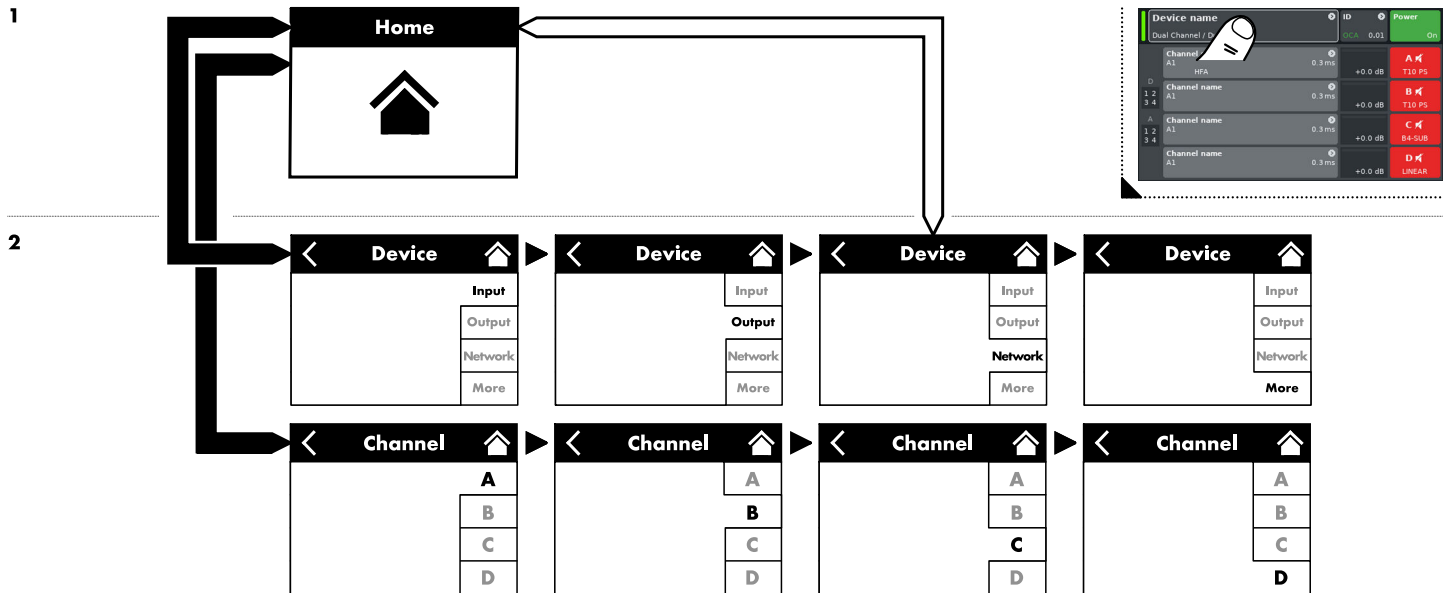 1
Home
Device name
ID
Power
Dual Channel / D
OCA 0.01
On
Channel
A1
0.3 ms
HFA
+0.0 dB
A
T10 PS
D
1 2
3 4
Channel name
A1
0.3 ms
+0.0 dB
B
T10 PS
A
1 2
3 4
Channel name
A1
0.3 ms
+0.0 dB
C
B4-SUB
Channel name
A1
0.3 ms
+0.0 dB
D
LINEAR
2
Device
Input
Output
Network
More
Device
Input
Output
Network
More
Device
Input
Output
Network
More
Device
Input
Output
Network
More
Channel
A
B
C
D
Channel
A
B
C
D
Channel
A
B
C
D
Channel
A
B
C
D